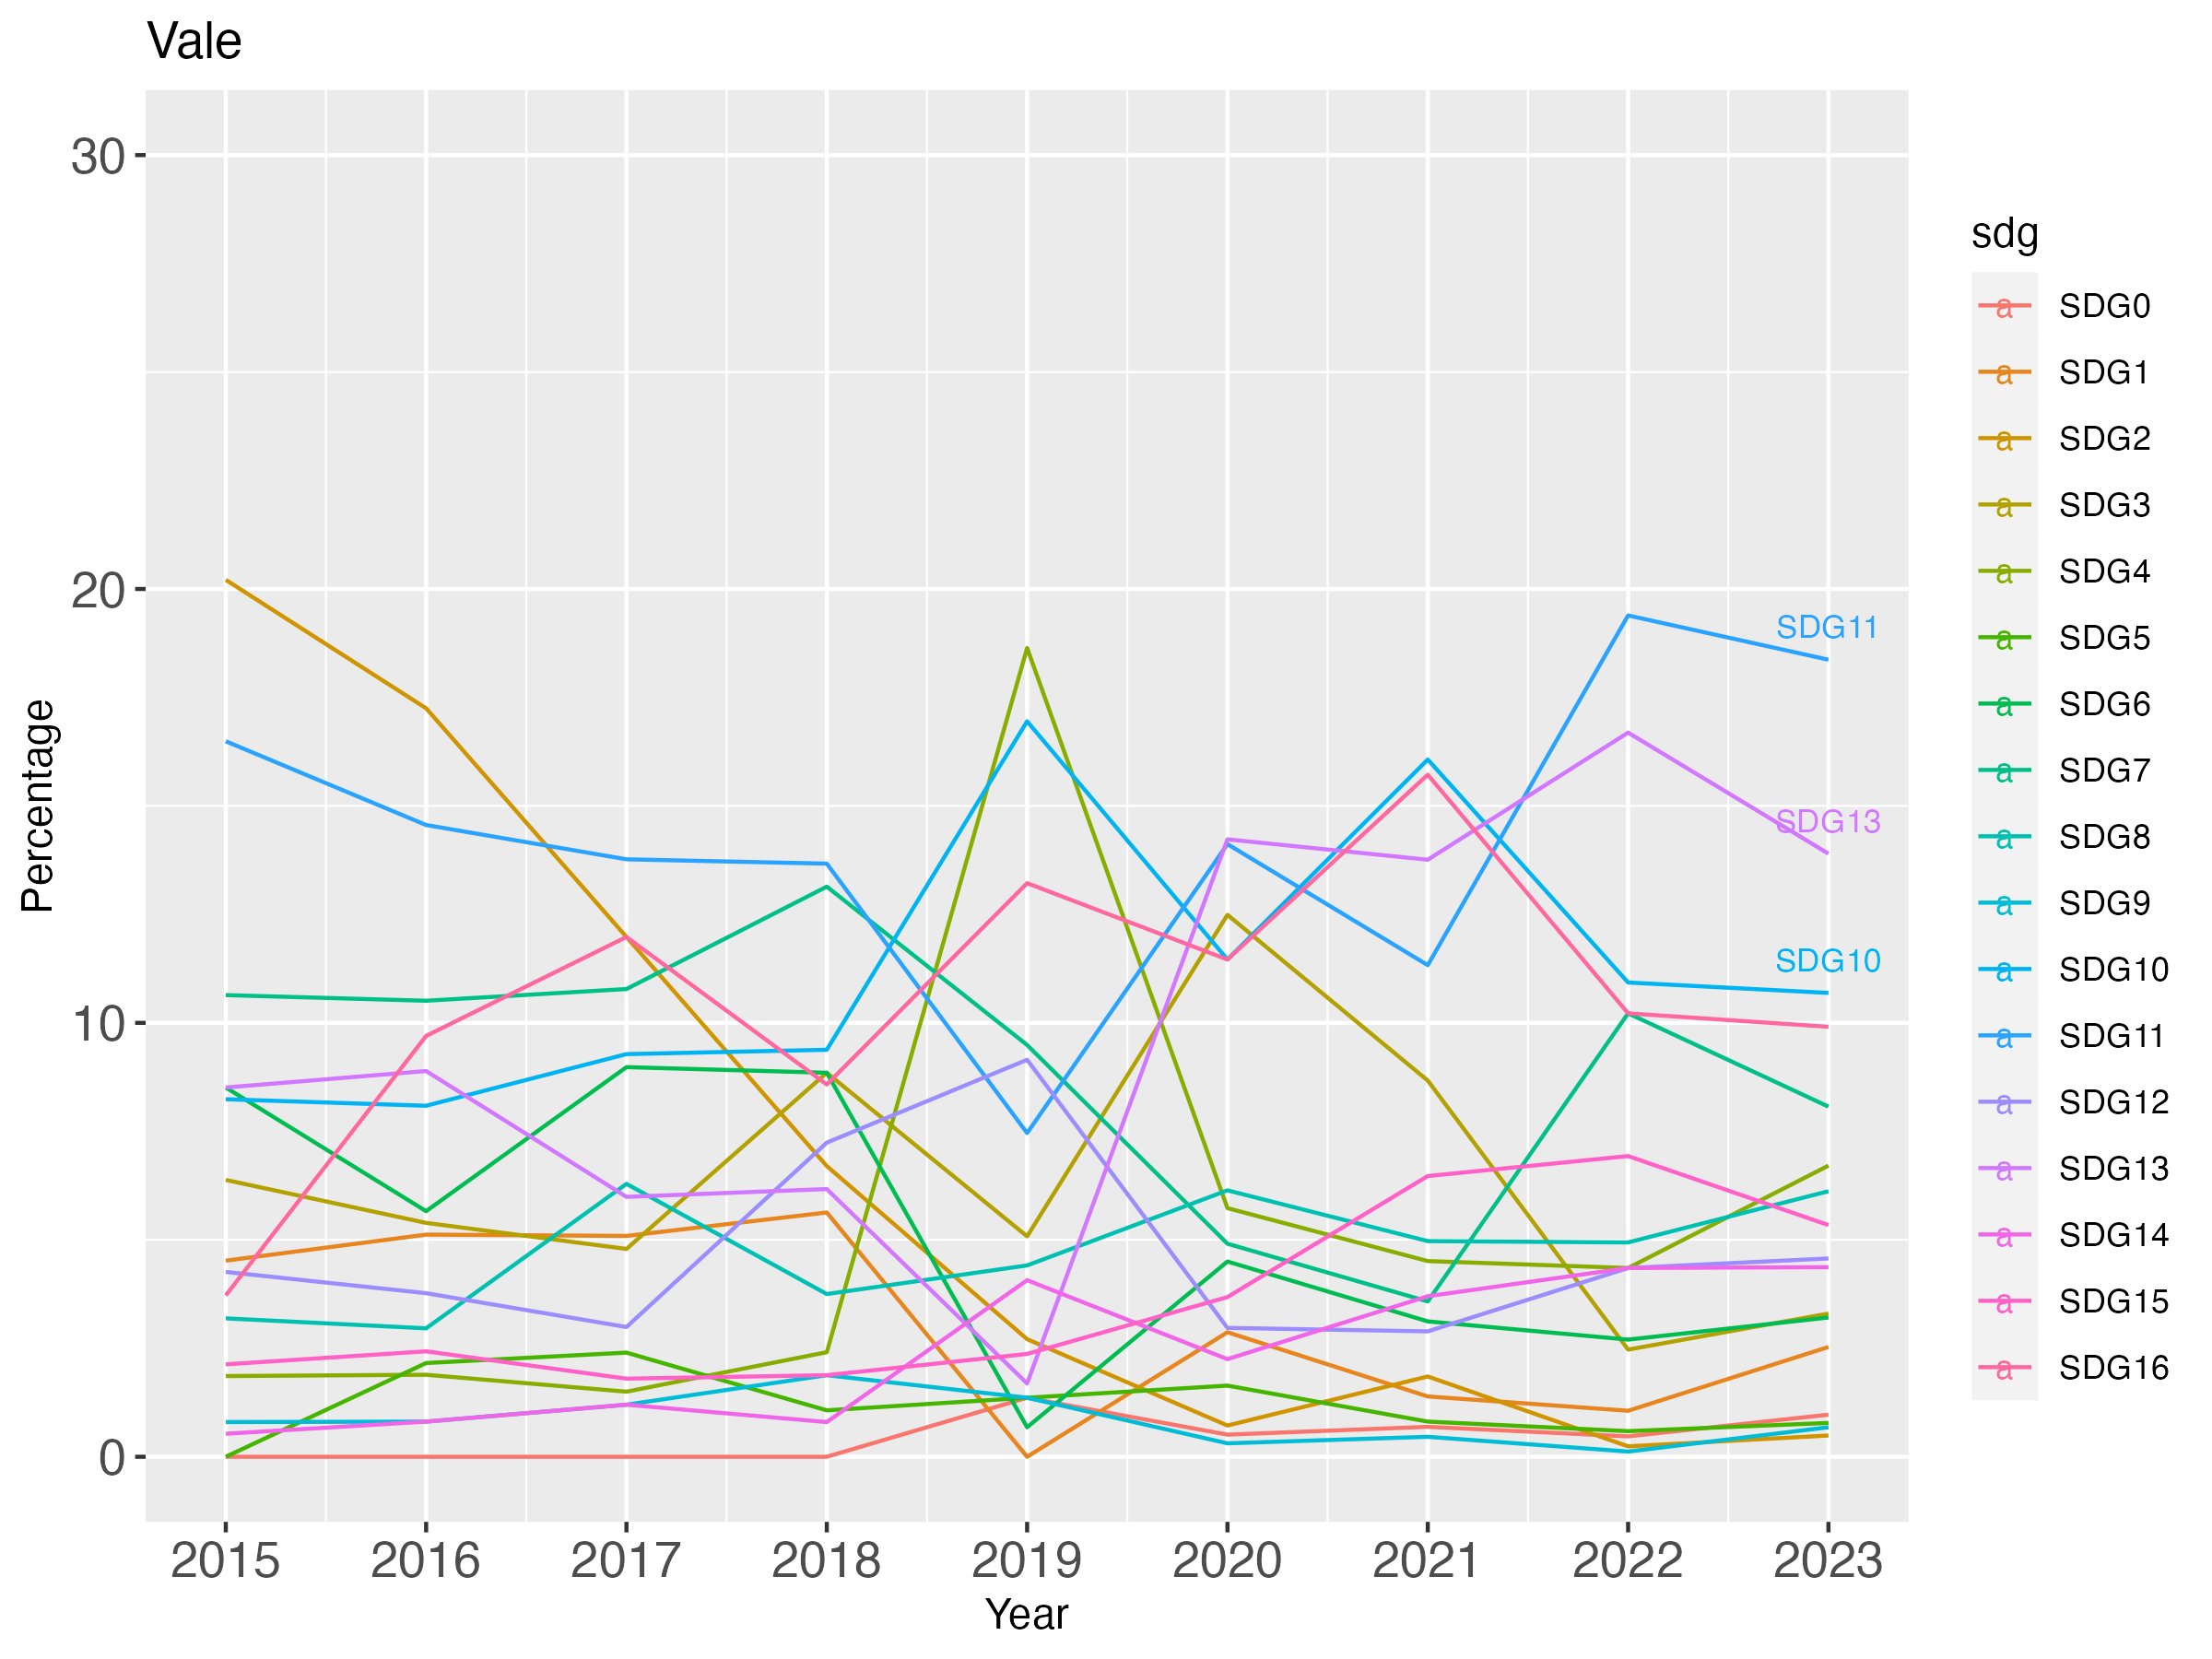 Vale
30
20
10
0
Percentage
SDG11
SDG13
SDG10
2015 2016 2017 2018 2019 2020 2021 2022 2023
Year
sdg
a SDG0
a SDG1
a SDG2
a SDG3
a SDG4
a SDG5
a SDG6
a SDG7
a SDG8
a SDG9
a SDG10
a SDG11
a SDG12
a SDG13
a SDG14
a SDG15
a SDG16